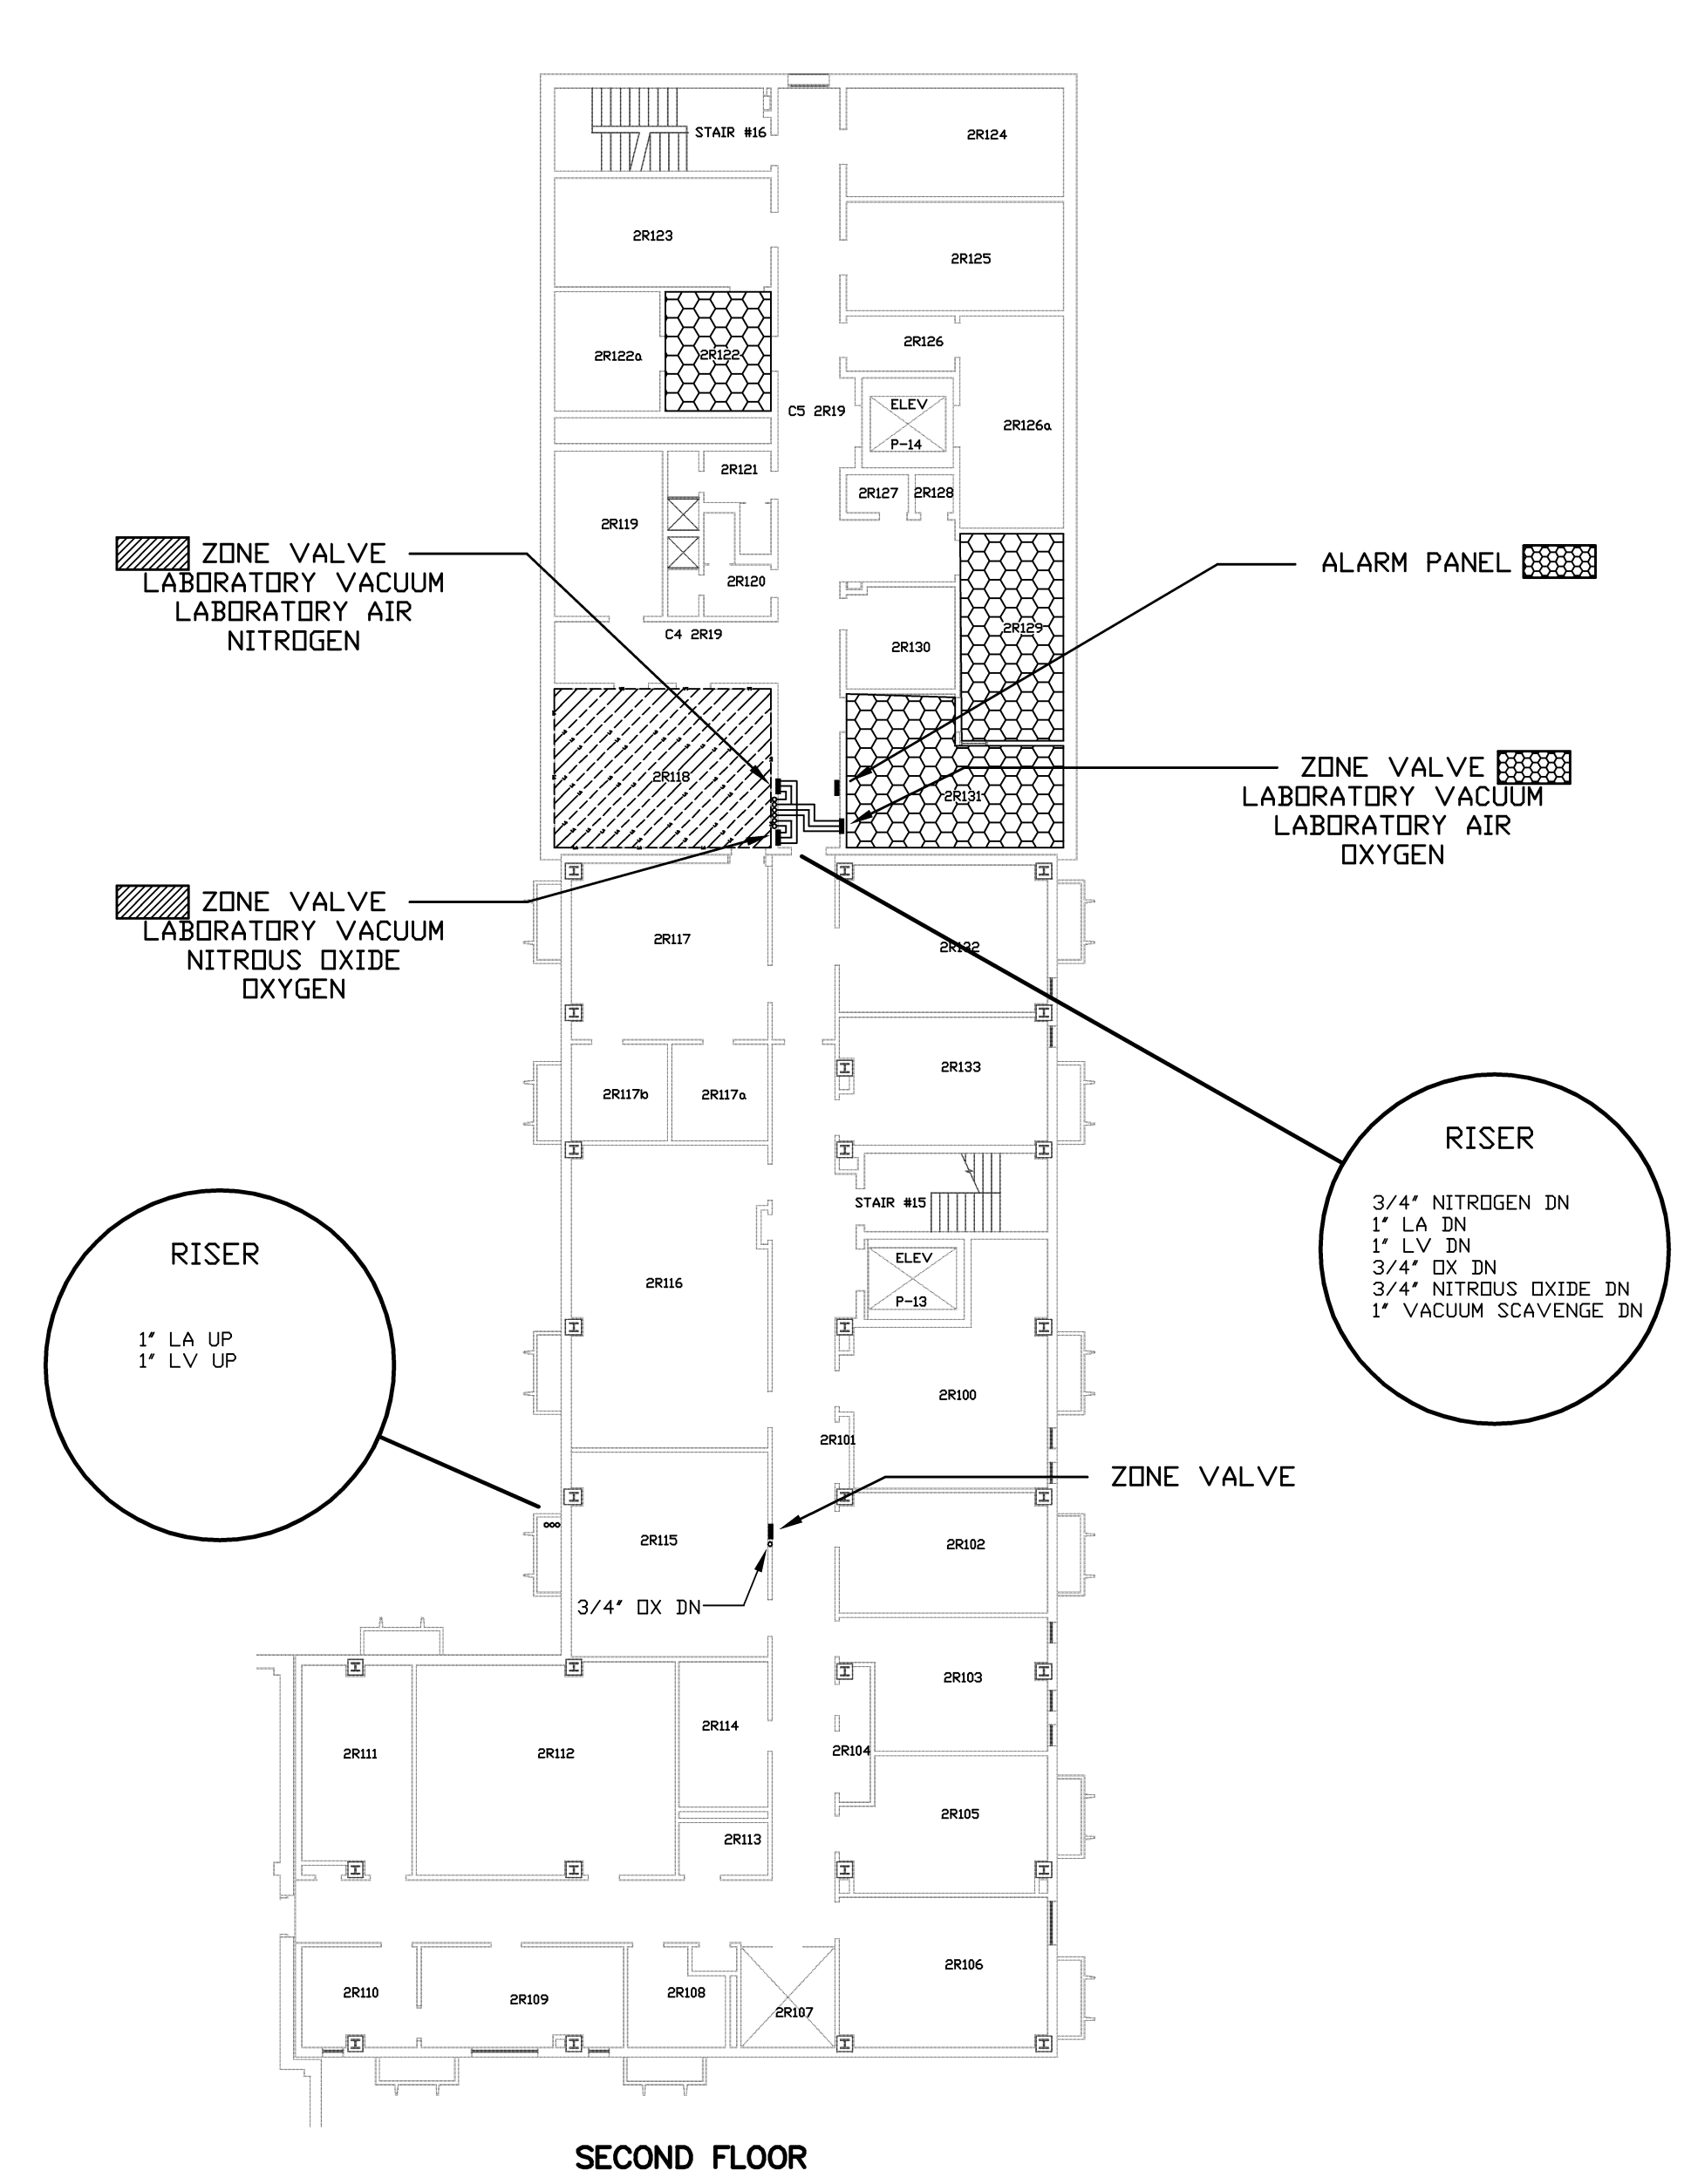 STAIR #16
2R124
2R123
2R125
2R126
2R122a
2R122
ELEV
C5 2R19
P-14
2R126a
2R121
2R127
2R128
2R119
2R120
ZONE VALVE
LABORATORY VACUUM
LABORATORY AIR
NITROGEN
ALARM PANEL
C4 2R19
2R129
2R130
2R118
2R131
ZONE VALVE
LABORATORY VACUUM
LABORATORY AIR
OXYGEN
ZONE VALVE
LABORATORY VACUUM
NITROUS OXIDE
OXYGEN
2R117
2R132
2R133
2R117b
2R117a
STAIR #15
RISER
3/4" NITROGEN DN
1" LA DN
1" LV DN
3/4" OX DN
3/4" NITROUS OXIDE DN
1" VACUUM SCAVENGE DN
RISER
1" LA UP
1" LV UP
ELEV
P-13
2R116
2R100
2R101
ZONE VALVE
2R115
2R102
3/4" OX DN
2R103
2R114
2R104
2R111
2R112
2R105
2R113
2R106
2R110
2R109
2R108
2R107
SECOND FLOOR